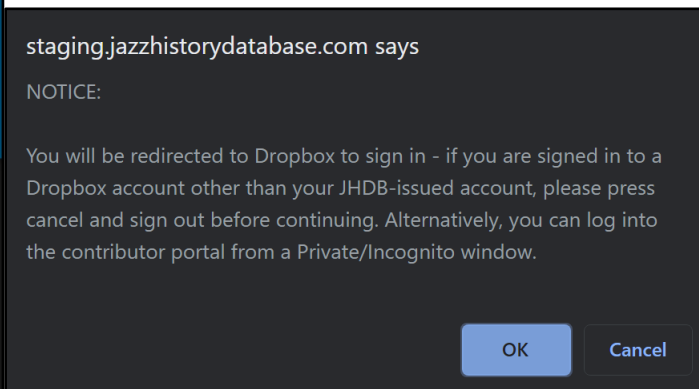 staging.jazzhistorydatabase.com says
NOTICE:
You will be redirected to Dropbox to sign in - if you are signed in to a
Dropbox account other than your JHDB-issued account, please press
cancel and sign out before continuing. Alternatively, you can log into
the contributor portal from a Private/Incognito window.
OK
Cancel